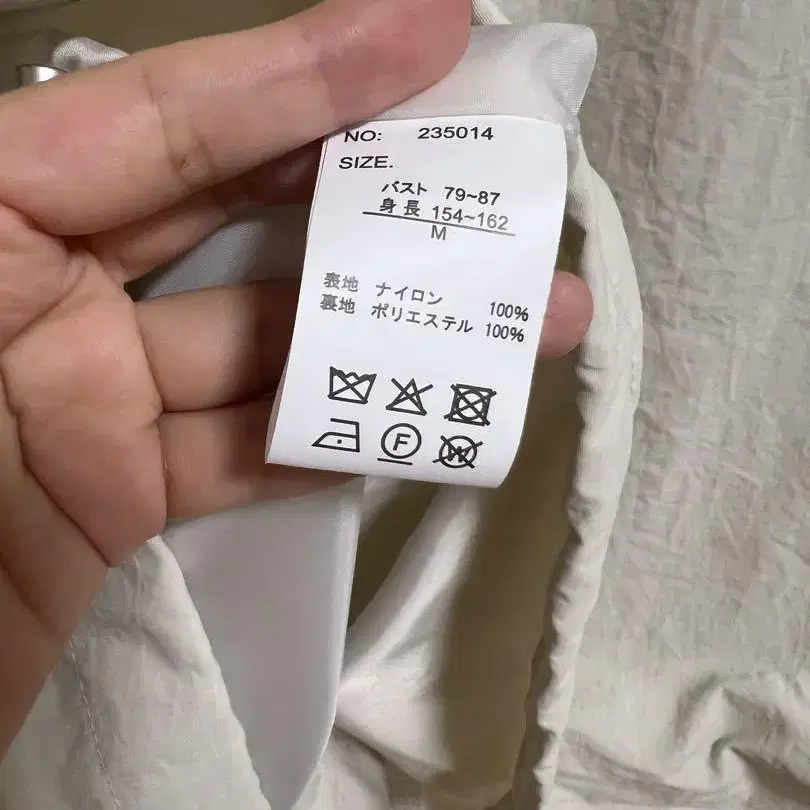 NO: 235014
SIZE.
バスト 79~87
身長 154~162
M
表地 ナイロン 100%
裏地 ポリエステル 100%
F
W